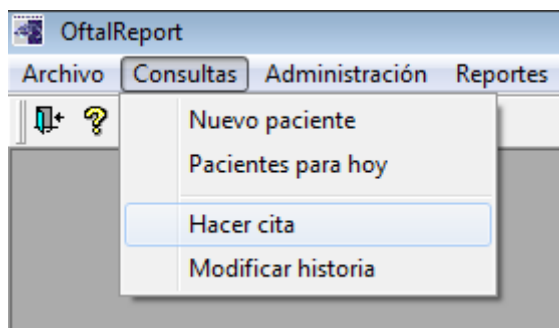 OftalReport
Archivo Consultas Administración Reportes
Nuevo paciente
Pacientes para hoy
Hacer cita
Modificar historia